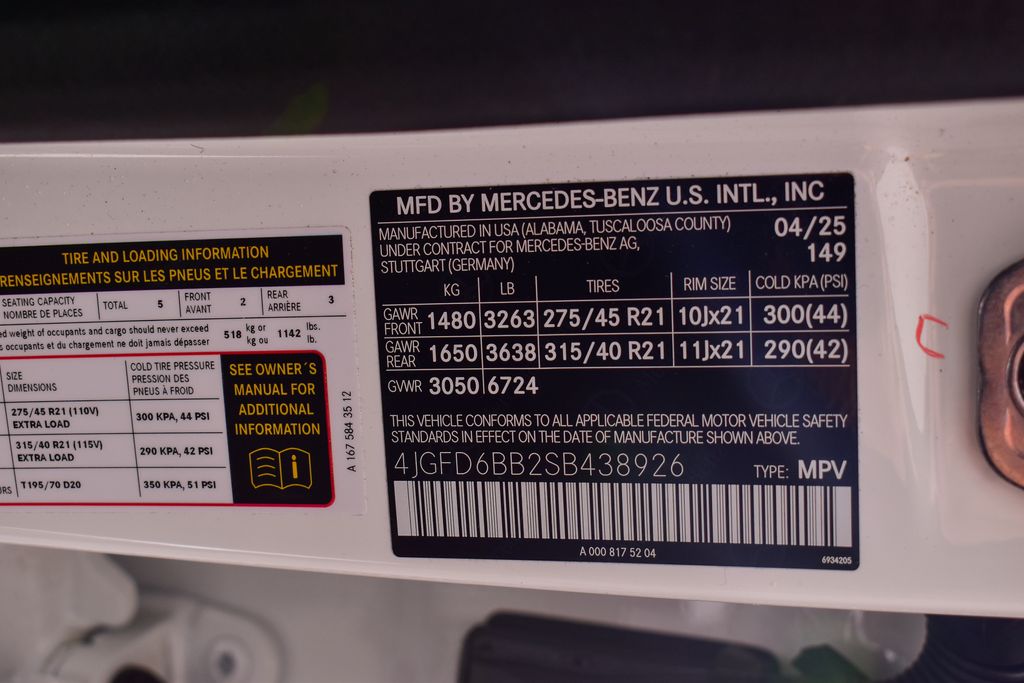 TIRE AND LOADING INFORMATION
RENSEIGNEMENTS SUR LES PNEUS ET LE CHARGEMENT
SEATING CAPACITY
NOMBRE DE PLACES
TOTAL 5
FRONT
AVANT 2
REAR
ARRIÈRE 3
weight of occupants and cargo should never exceed
occupants et du chargement ne doit jamais dépasser
518 kg or
kg ou
1142 lbs.
lb.
SIZE
DIMENSIONS
COLD TIRE PRESSURE
PRESSION DES
PNEUS À FROID
275/45 R21 (110V)
EXTRA LOAD
300 KPA, 44 PSI
315/40 R21 (115V)
EXTRA LOAD
290 KPA, 42 PSI
T195/70 D20
350 KPA, 51 PSI
SEE OWNER´S
MANUAL FOR
ADDITIONAL
INFORMATION
A 167 584 35 12
MFD BY MERCEDES-BENZ U.S. INTL., INC
MANUFACTURED IN USA (ALABAMA, TUSCALOOSA COUNTY) 04/25
UNDER CONTRACT FOR MERCEDES-BENZ AG, 149
STUTTGART (GERMANY)
KG LB TIRES RIM SIZE COLD KPA (PSI)
GAWR
FRONT 1480 3263 275/45 R21 10Jx21 300(44)
GAWR
REAR 1650 3638 315/40 R21 11Jx21 290(42)
GVWR 3050 6724
THIS VEHICLE CONFORMS TO ALL APPLICABLE FEDERAL MOTOR VEHICLE SAFETY
STANDARDS IN EFFECT ON THE DATE OF MANUFACTURE SHOWN ABOVE.
4JGFD6BB2SB438926 TYPE: MPV
A 000 817 52 04
6934205